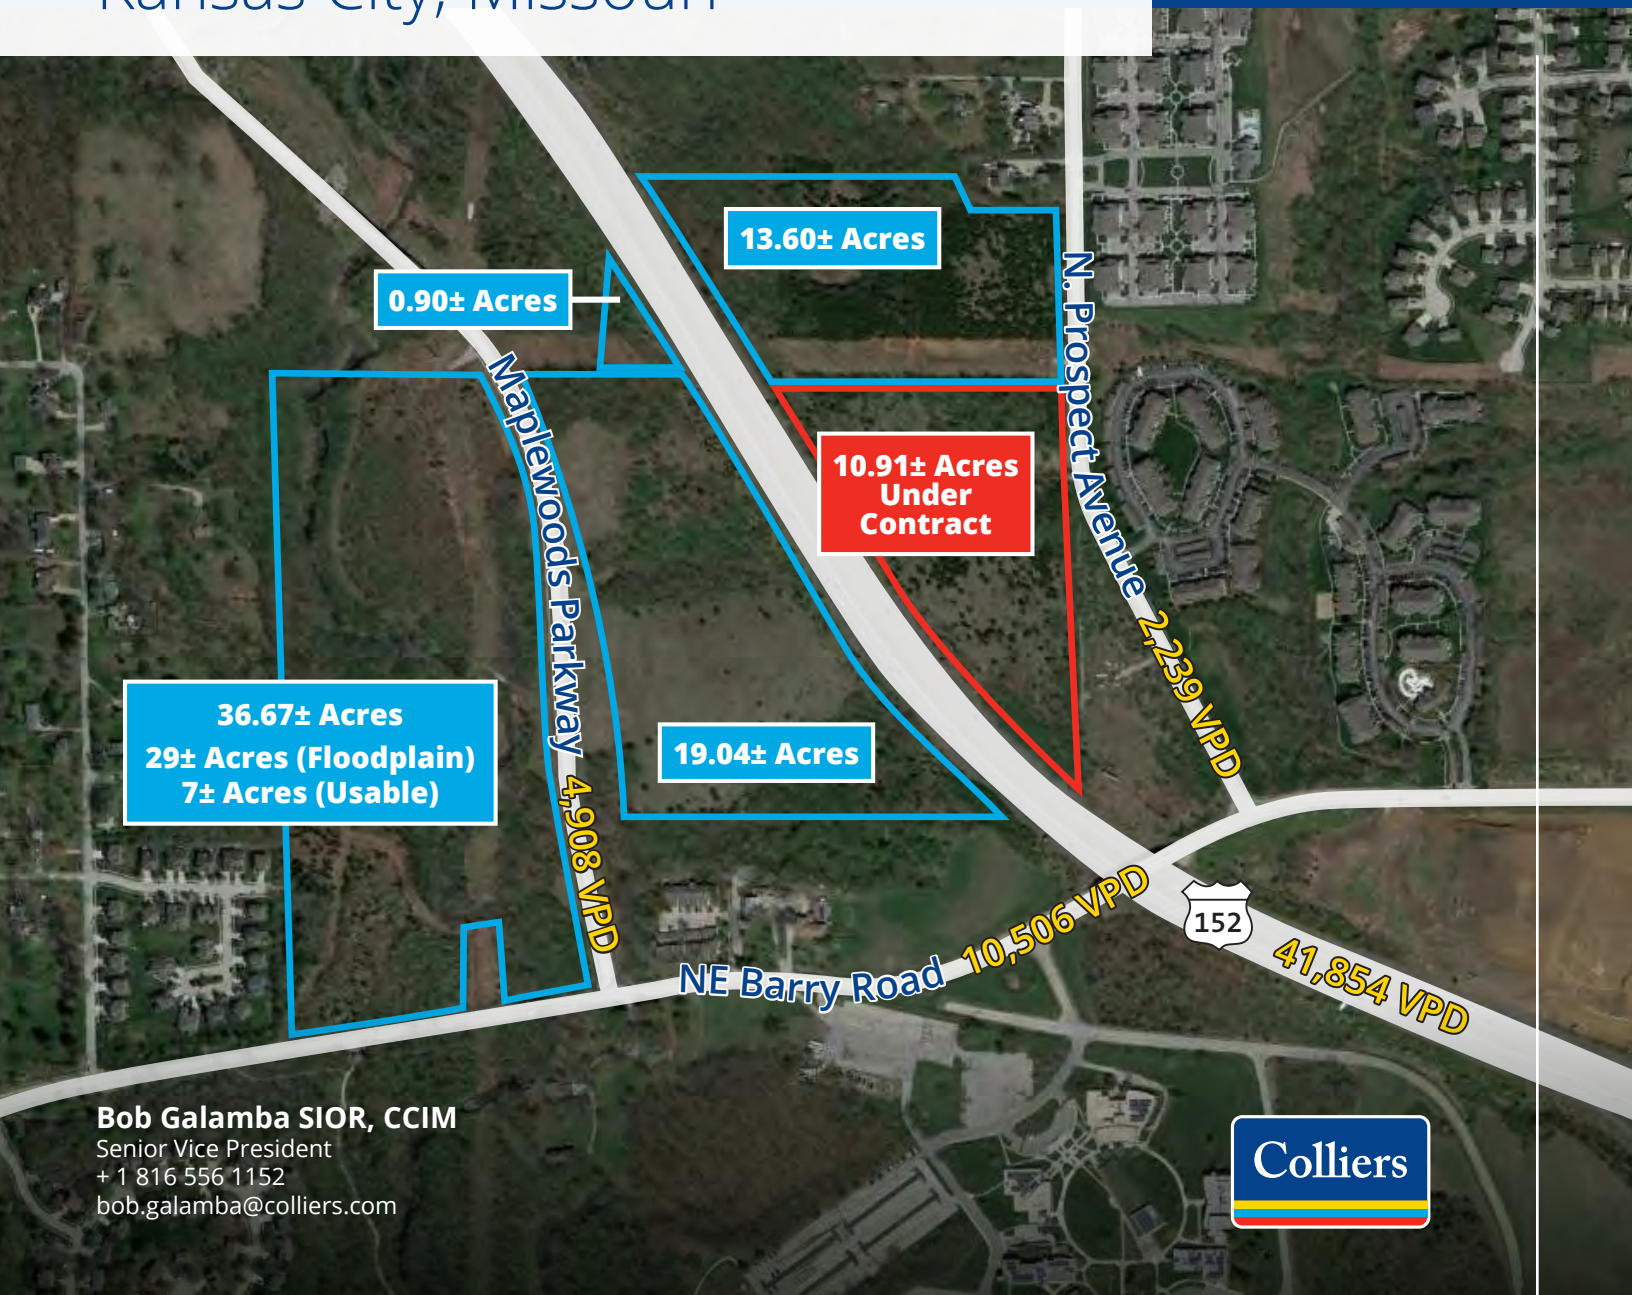 Kansas City, Missouri
13.60± Acres
0.90± Acres
N. Prospect Avenue
2,239 VPD
Maplewoods Parkway
4,908 VPD
10.91± Acres
Under
Contract
36.67± Acres
29± Acres (Floodplain)
7± Acres (Usable)
19.04± Acres
NE Barry Road
10,506 VPD
152
41,854 VPD
Bob Galamba SIOR, CCIM
Senior Vice President
+ 1 816 556 1152
bob.galamba@colliers.com
Colliers